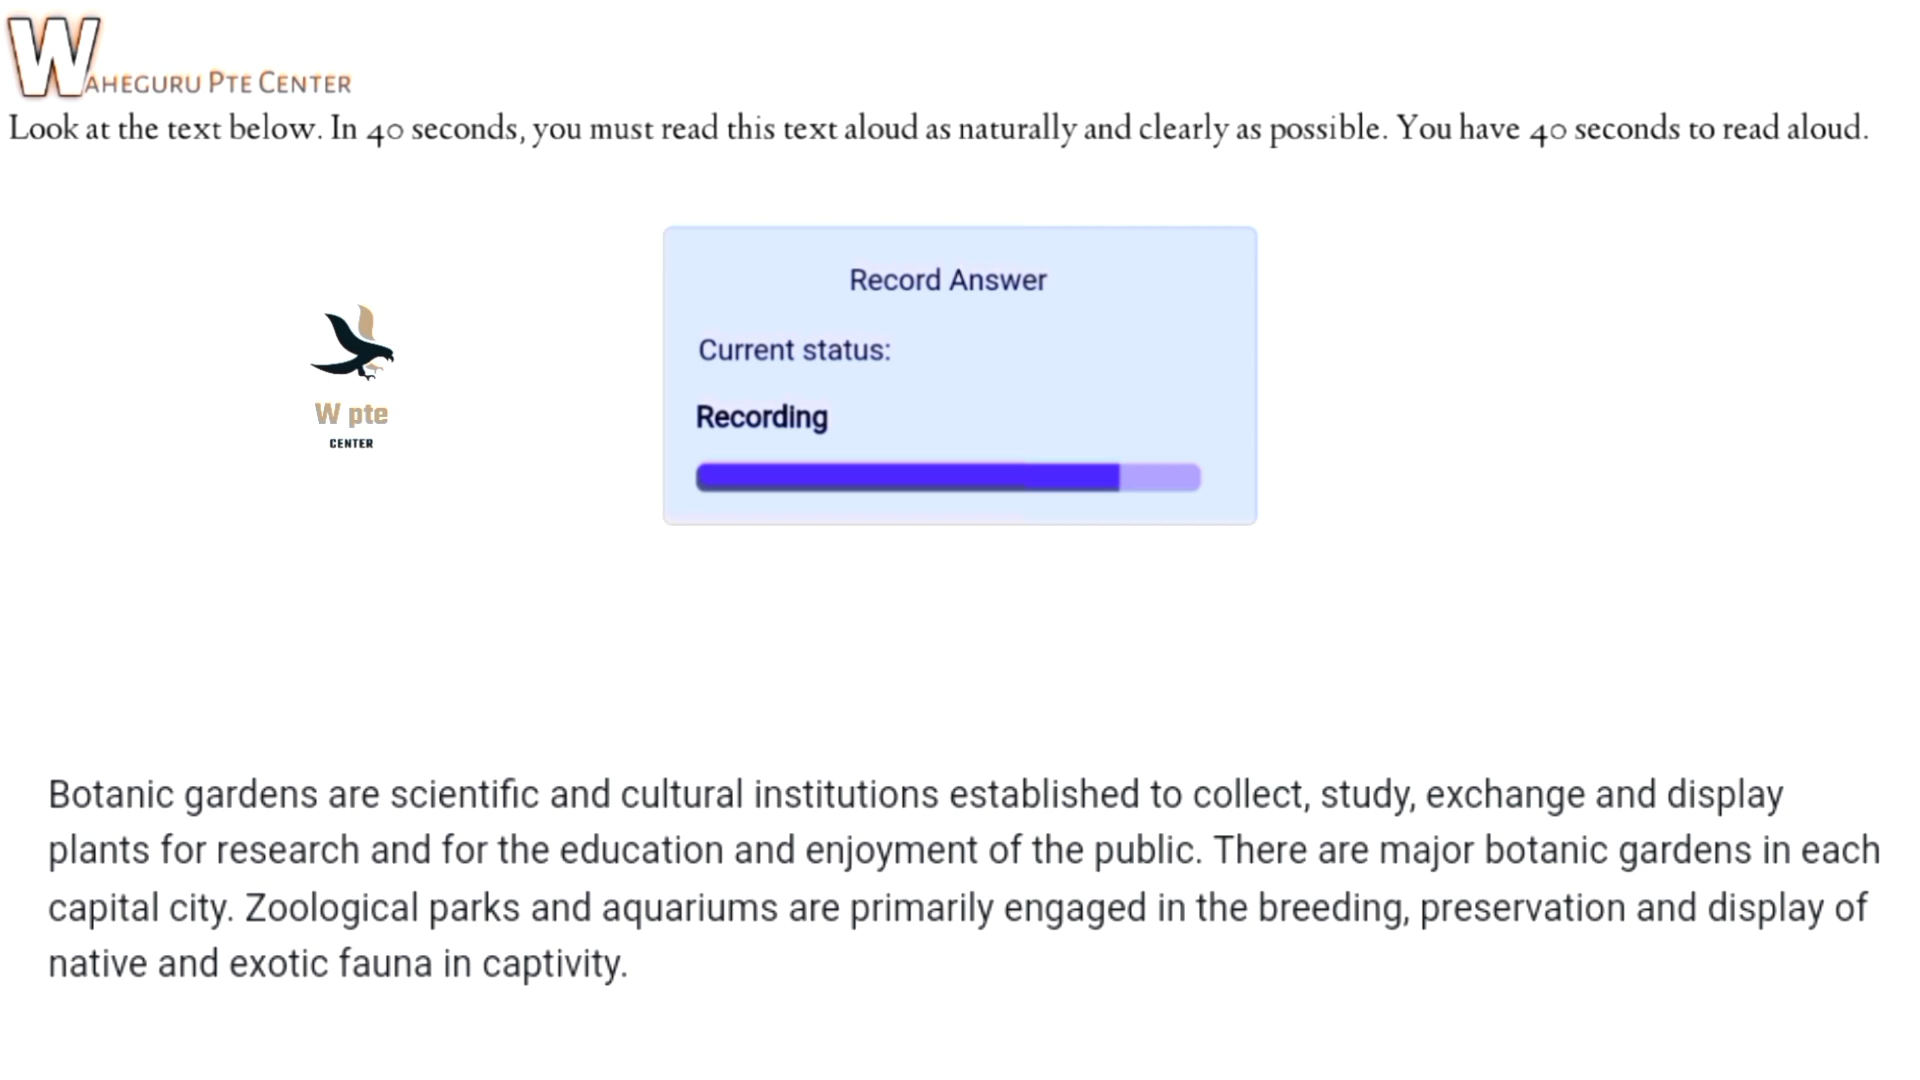 WAHEGURU PTE CENTER
Look at the text below. In 40 seconds, you must read this text aloud as naturally and clearly as possible. You have 40 seconds to read aloud.
Record Answer
Current status:
Recording
W pte
CENTER
Botanic gardens are scientific and cultural institutions established to collect, study, exchange and display
plants for research and for the education and enjoyment of the public. There are major botanic gardens in each
capital city. Zoological parks and aquariums are primarily engaged in the breeding, preservation and display of
native and exotic fauna in captivity.